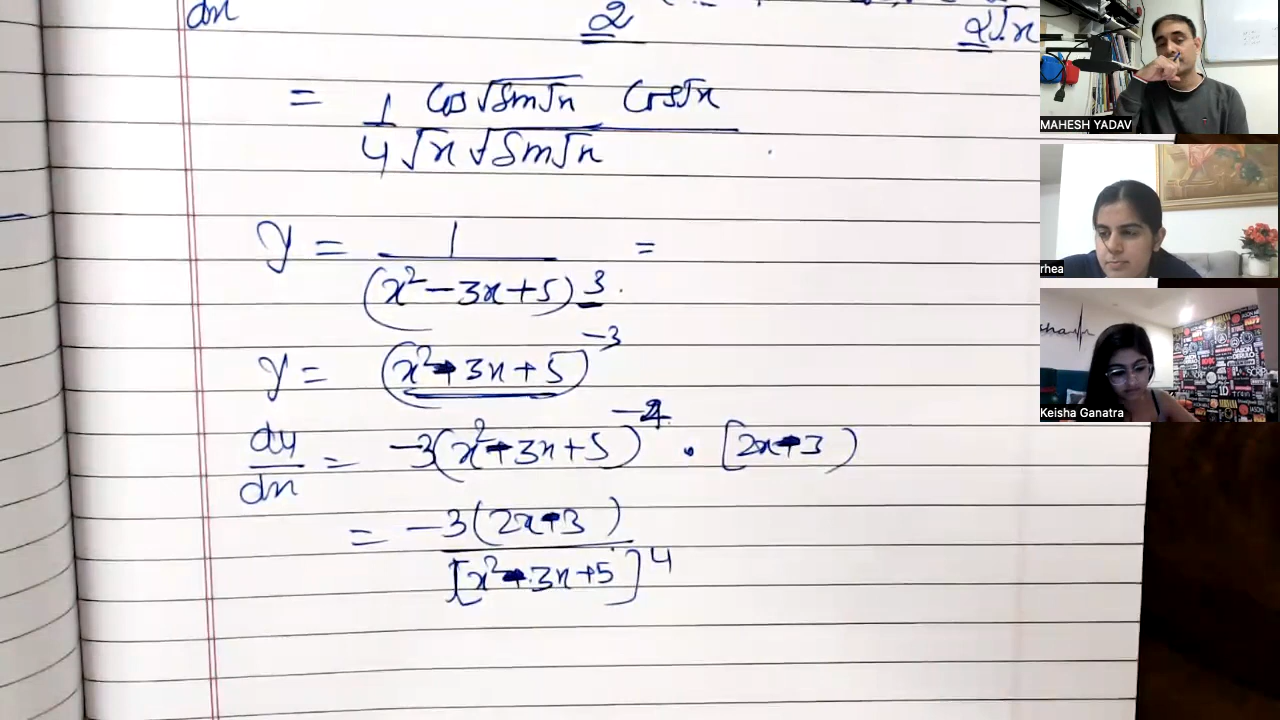 dx
2
2√x
= 1/4 cos√sin√x cos√x / √x √sin√x
y = 1 / (x² - 3x + 5)3. =
y = (x² - 3x + 5)⁻³
dy/dx = -3(x² - 3x + 5)⁻⁴ · [2x - 3)
= -3(2x - 3) / [x² - 3x + 5]⁴
MAHESH YADAV
rhea
Keisha Ganatra